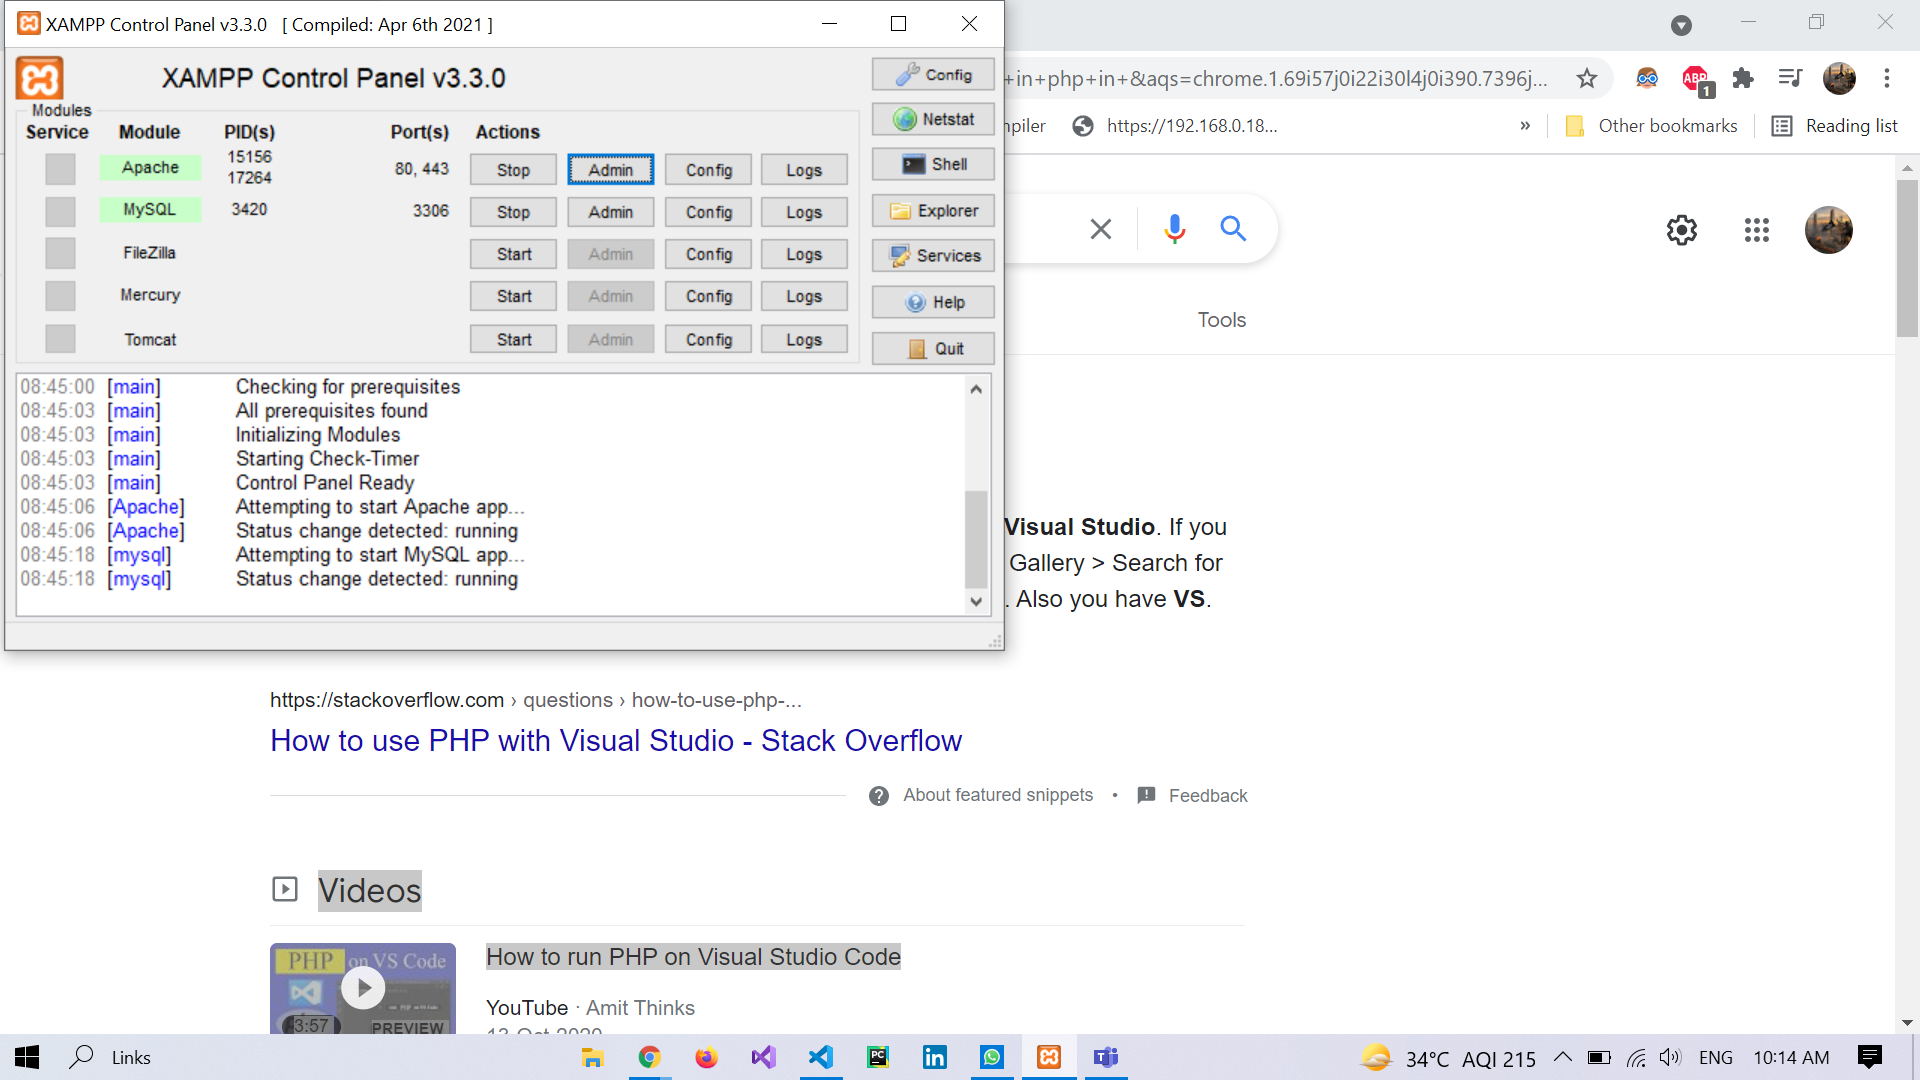 XAMPP Control Panel v3.3.0 [ Compiled: Apr 6th 2021 ]
XAMPP Control Panel v3.3.0
Modules
Service Module PID(s) Port(s) Actions
Apache 15156 17264 80, 443 Stop Admin Config Logs
MySQL 3420 3306 Stop Admin Config Logs
FileZilla Start Admin Config Logs
Mercury Start Admin Config Logs
Tomcat Start Admin Config Logs
Config
Netstat
Shell
Explorer
Services
Help
Quit
08:45:00 [main] Checking for prerequisites
08:45:03 [main] All prerequisites found
08:45:03 [main] Initializing Modules
08:45:03 [main] Starting Check-Timer
08:45:03 [main] Control Panel Ready
08:45:06 [Apache] Attempting to start Apache app...
08:45:06 [Apache] Status change detected: running
08:45:18 [mysql] Attempting to start MySQL app...
08:45:18 [mysql] Status change detected: running
+in+php+in+&aqs=chrome.1.69i57j0i22i30l4j0i390.7396j...
ABP 1
npiler https://192.168.0.18... » Other bookmarks Reading list
Tools
Visual Studio. If you
Gallery > Search for
. Also you have VS.
https://stackoverflow.com › questions › how-to-use-php-...
How to use PHP with Visual Studio - Stack Overflow
About featured snippets • Feedback
Videos
PHP on VS Code
3:57 PREVIEW
How to run PHP on Visual Studio Code
YouTube · Amit Thinks
13-Oct-2020
Links
PC
34°C AQI 215 ENG 10:14 AM